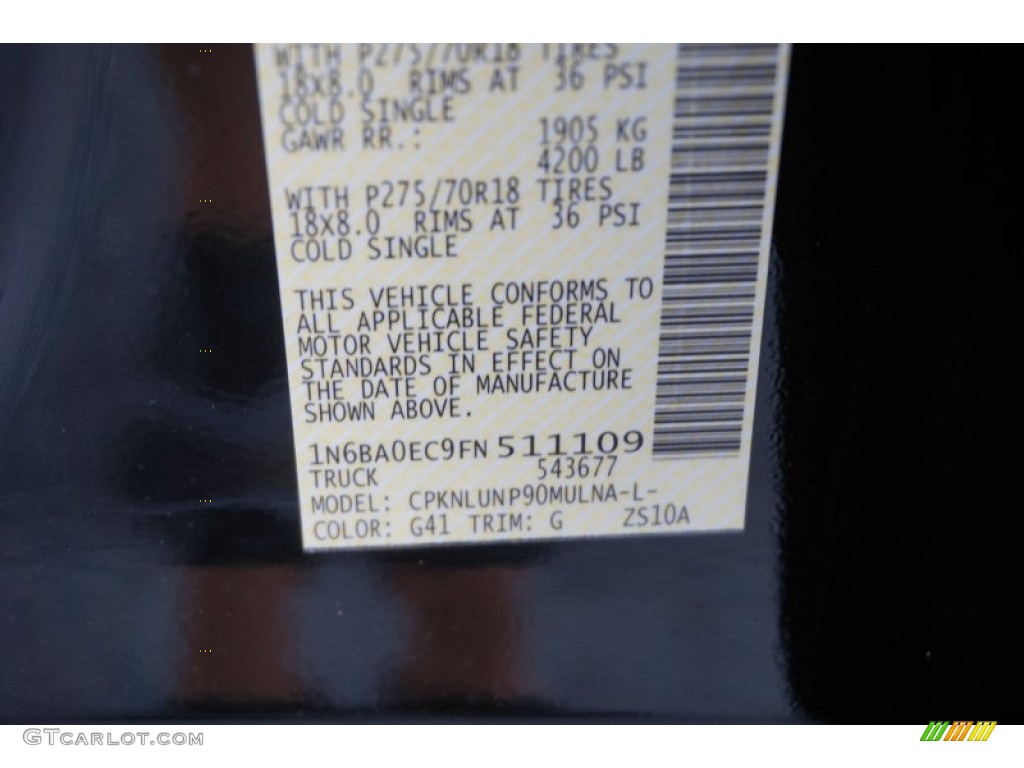 WITH P275/70R18 TIRES
18X8.0 RIMS AT 36 PSI
COLD SINGLE
GAWR RR.: 1905 KG
4200 LB
WITH P275/70R18 TIRES
18X8.0 RIMS AT 36 PSI
COLD SINGLE
THIS VEHICLE CONFORMS TO
ALL APPLICABLE FEDERAL
MOTOR VEHICLE SAFETY
STANDARDS IN EFFECT ON
THE DATE OF MANUFACTURE
SHOWN ABOVE.
1N6BA0EC9FN 511109
TRUCK 543677
MODEL: CPKNLUNP90MULNA-L-
COLOR: G41 TRIM: G ZS10A
GTCARLOT.COM